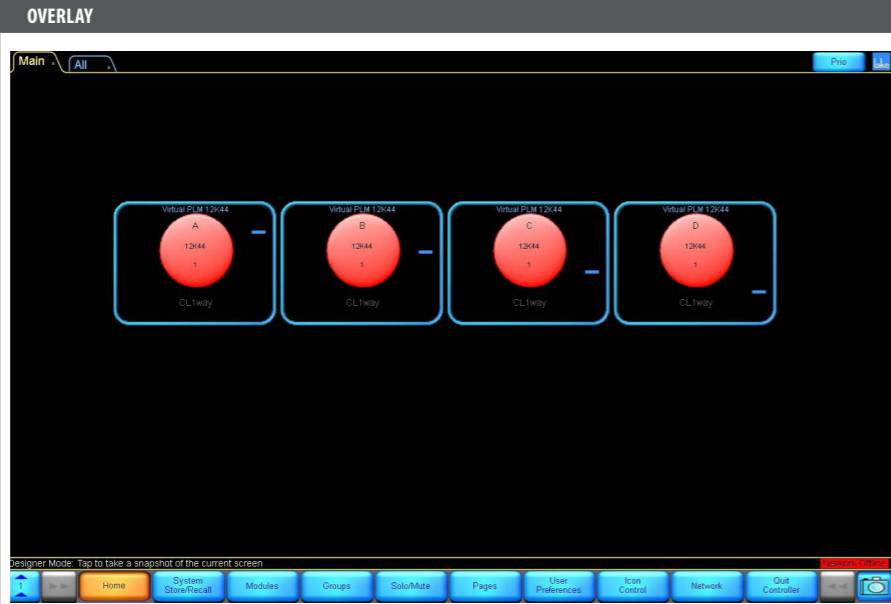 OVERLAY
Main
All
Prio
Lake
Virtual PLM 12K44
A
12K44
1
CL1way
Virtual PLM 12K44
B
12K44
1
CL1way
Virtual PLM 12K44
C
12K44
1
CL1way
Virtual PLM 12K44
D
12K44
1
CL1way
Designer Mode: Tap to take a snapshot of the current screen
Network Offline
1
Home
System
Store/Recall
Modules
Groups
Solo/Mute
Pages
User
Preferences
Icon
Control
Network
Quit
Controller